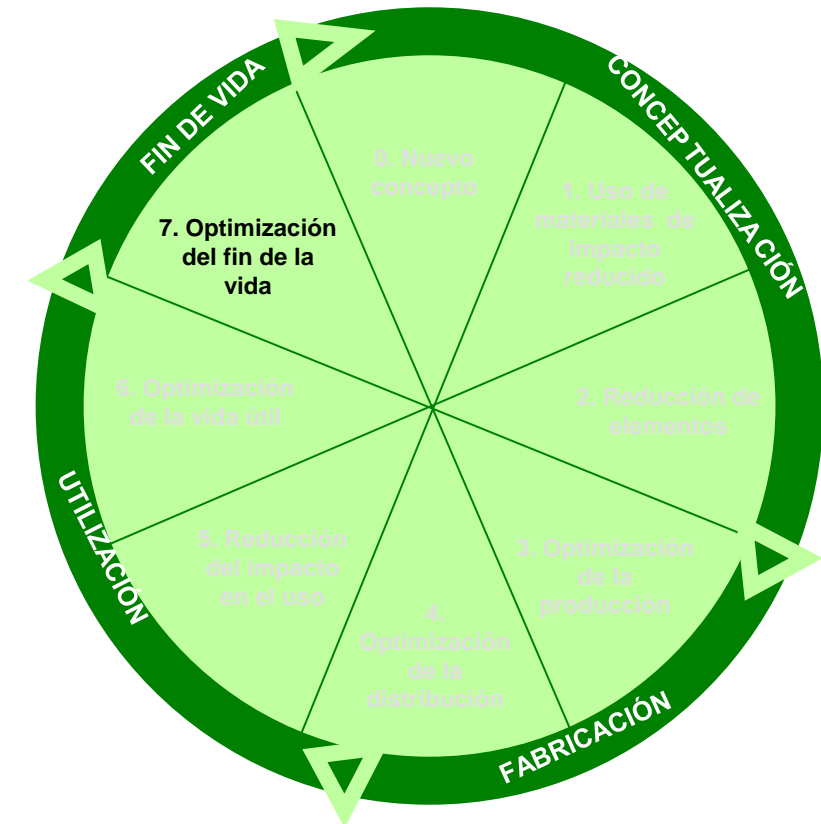 FIN DE VIDA
CONCEPTUALIZACIÓN
0. Nuevo
concepto
1. Uso de
materiales de
impacto
reducido
7. Optimización
del fin de la
vida
6. Optimización
de la vida útil
2. Reducción de
elementos
5. Reducción
del impacto
en el uso
3. Optimización
de la
producción
4.
Optimización
de la
distribución
UTILIZACIÓN
FABRICACIÓN